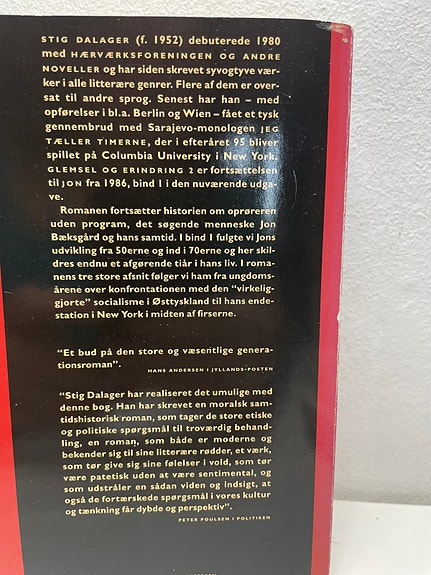 STIG DALAGER (f. 1952) debuterede 1980
med HÆRVÆRKSFORENINGEN OG ANDRE
NOVELLER og har siden skrevet syvogtyve vær-
ker i alle litterære genrer. Flere af dem er over-
sat til andre sprog. Senest har han – med
opførelser i bl.a. Berlin og Wien – fået et tysk
gennembrud med Sarajevo-monologen JEG
TÆLLER TIMERNE, der i efteråret 95 bliver
spillet på Columbia University i New York.
GLEMSEL OG ERINDRING 2 er fortsættelsen
til JON fra 1986, bind 1 i den nuværende udga-
ve.
Romanen fortsætter historien om oprøreren
uden program, det søgende menneske Jon
Bæksgård og hans samtid. I bind 1 fulgte vi Jons
udvikling fra 50erne og ind i 70erne og her skil-
dres endnu et afgørende tiår i hans liv. I roma-
nens tre store afsnit følger vi ham fra ungdoms-
årene over konfrontationen med den "virkelig-
gjorte" socialisme i Østtyskland til hans ende-
station i New York i midten af firserne.
"Et bud på den store og væsentlige genera-
tionsroman".
HANS ANDERSEN I JYLLANDS-POSTEN
"Stig Dalager har realiseret det umulige med
denne bog. Han har skrevet en moralsk sam-
tidshistorisk roman, som tager de store etiske
og politiske spørgsmål til troværdig behand-
ling, en roman, som både er moderne og
bekender sig til sine litterære rødder, et værk,
som tør give sig sine følelser i vold, som tør
være patetisk uden at være sentimental, og
som udstråler en sådan viden og indsigt, at
også de fortærskede spørgsmål i vores kultur
og tænkning får dybde og perspektiv".
PETER POULSEN I POLITIKEN